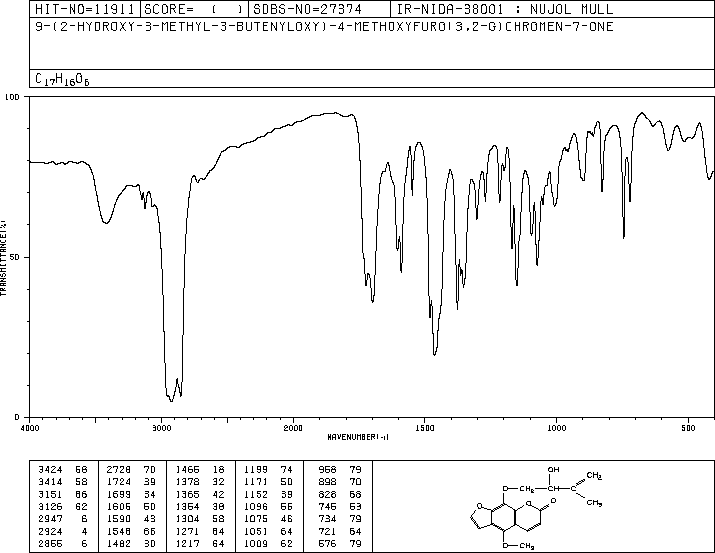 HIT-NO=11911 SCORE= ( ) SDBS-NO=27374 IR-NIDA-38001 : NUJOL MULL
9-(2-HYDROXY-3-METHYL-3-BUTENYLOXY)-4-METHOXYFURO(3,2-G)CHROMEN-7-ONE
C17H16O6
100
50
0
TRANSMITTANCE(%)
4000 3000 2000 1500 1000 500
WAVENUMBER(-1)
3424 58 2728 70 1466 18 1199 74 958 79
3414 58 1724 39 1378 32 1171 50 898 70
3151 66 1699 34 1365 42 1152 39 828 68
3126 62 1606 50 1354 38 1096 55 745 53
2947 6 1590 43 1304 58 1075 46 734 79
2924 4 1548 66 1271 64 1051 64 721 64
2855 6 1482 30 1217 64 1009 62 576 79
OH
CH2
O CH2 CH C
CH3
O O O
O CH3